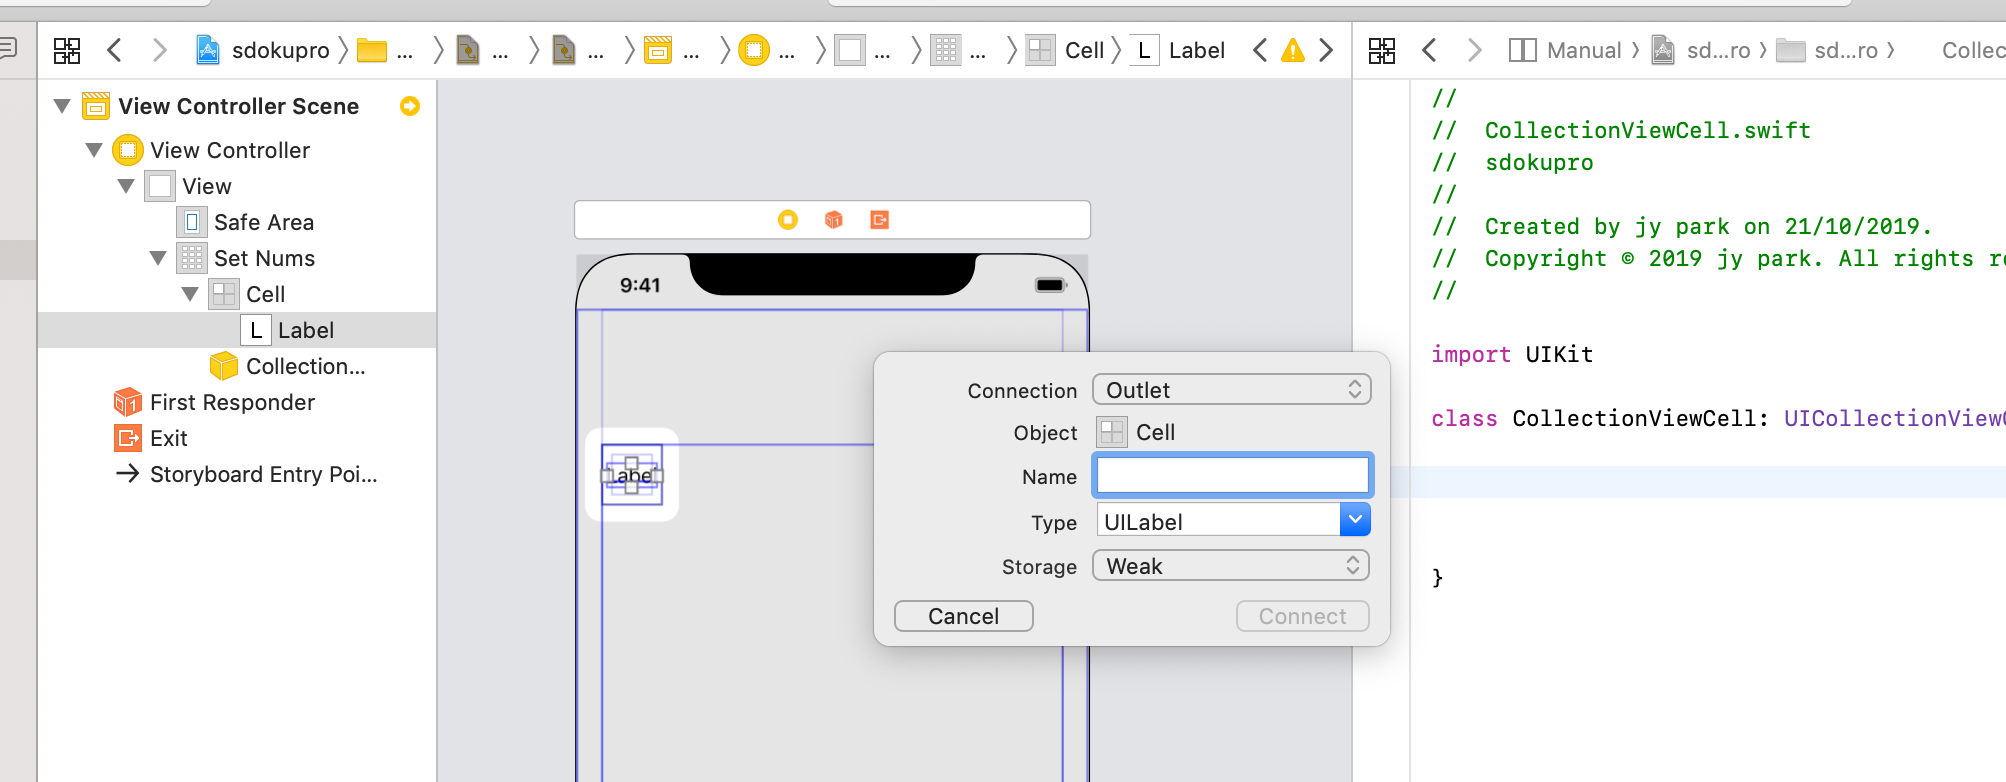 sdokupro ... ... ... ... ... ... ... Cell L Label
Manual sd...ro sd...ro Collec
View Controller Scene
View Controller
View
Safe Area
Set Nums
Cell
L Label
Collection...
First Responder
Exit
Storyboard Entry Poi...
9:41
Label
Connection Outlet
Object Cell
Name
Type UILabel
Storage Weak
Cancel Connect
//
// CollectionViewCell.swift
// sdokupro
//
// Created by jy park on 21/10/2019.
// Copyright © 2019 jy park. All rights re
//
import UIKit
class CollectionViewCell: UICollectionViewC
}